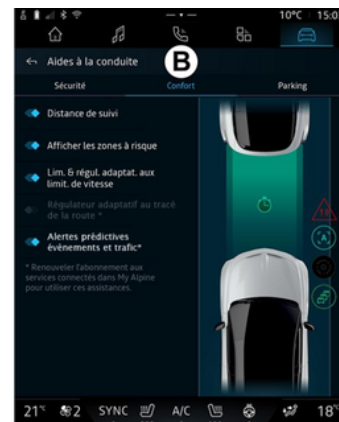 10°C 15:0
Aides à la conduite
B
Sécurité Confort Parking
Distance de suivi
Afficher les zones à risque
Lim. & régul. adaptat. aux
limit. de vitesse
Régulateur adaptatif au tracé
de la route *
Alertes prédictives
évènements et trafic*
* Renouveler l'abonnement aux
services connectés dans My Alpine
pour utiliser ces assistances.
21° 2 SYNC A/C 18°